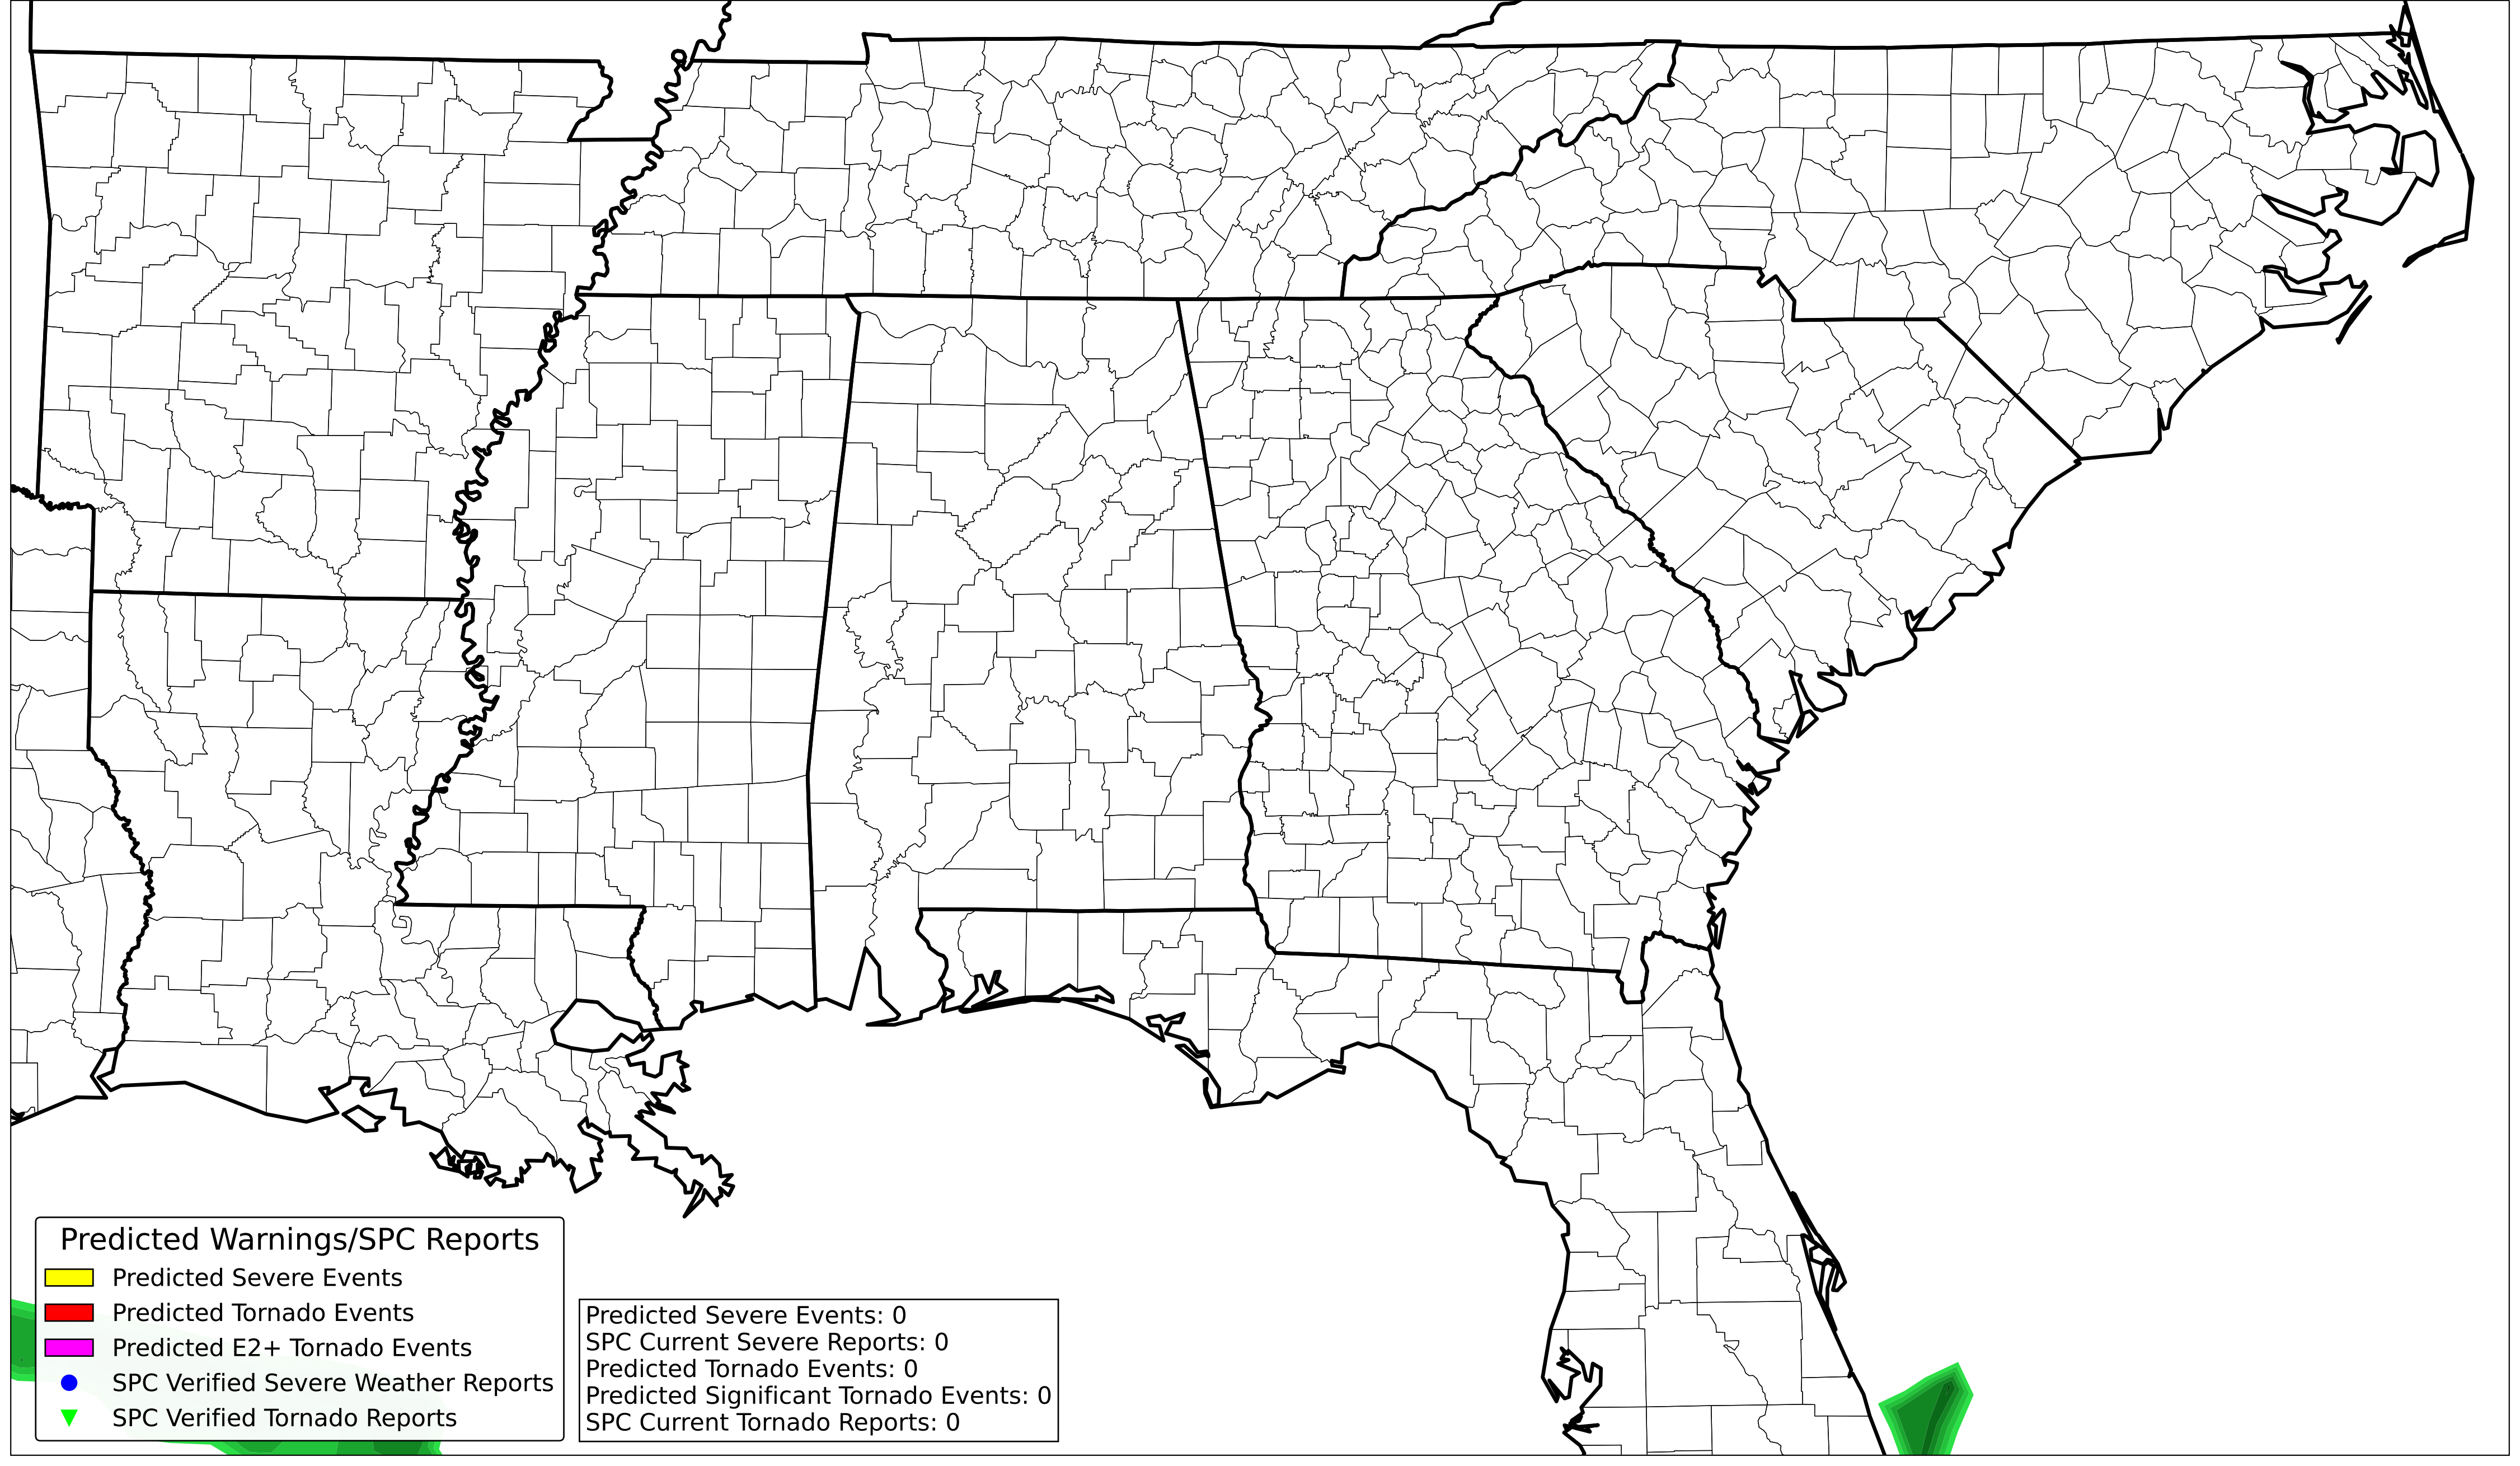 Predicted Warnings/SPC Reports
Predicted Severe Events
Predicted Tornado Events
Predicted E2+ Tornado Events
SPC Verified Severe Weather Reports
SPC Verified Tornado Reports
Predicted Severe Events: 0
SPC Current Severe Reports: 0
Predicted Tornado Events: 0
Predicted Significant Tornado Events: 0
SPC Current Tornado Reports: 0